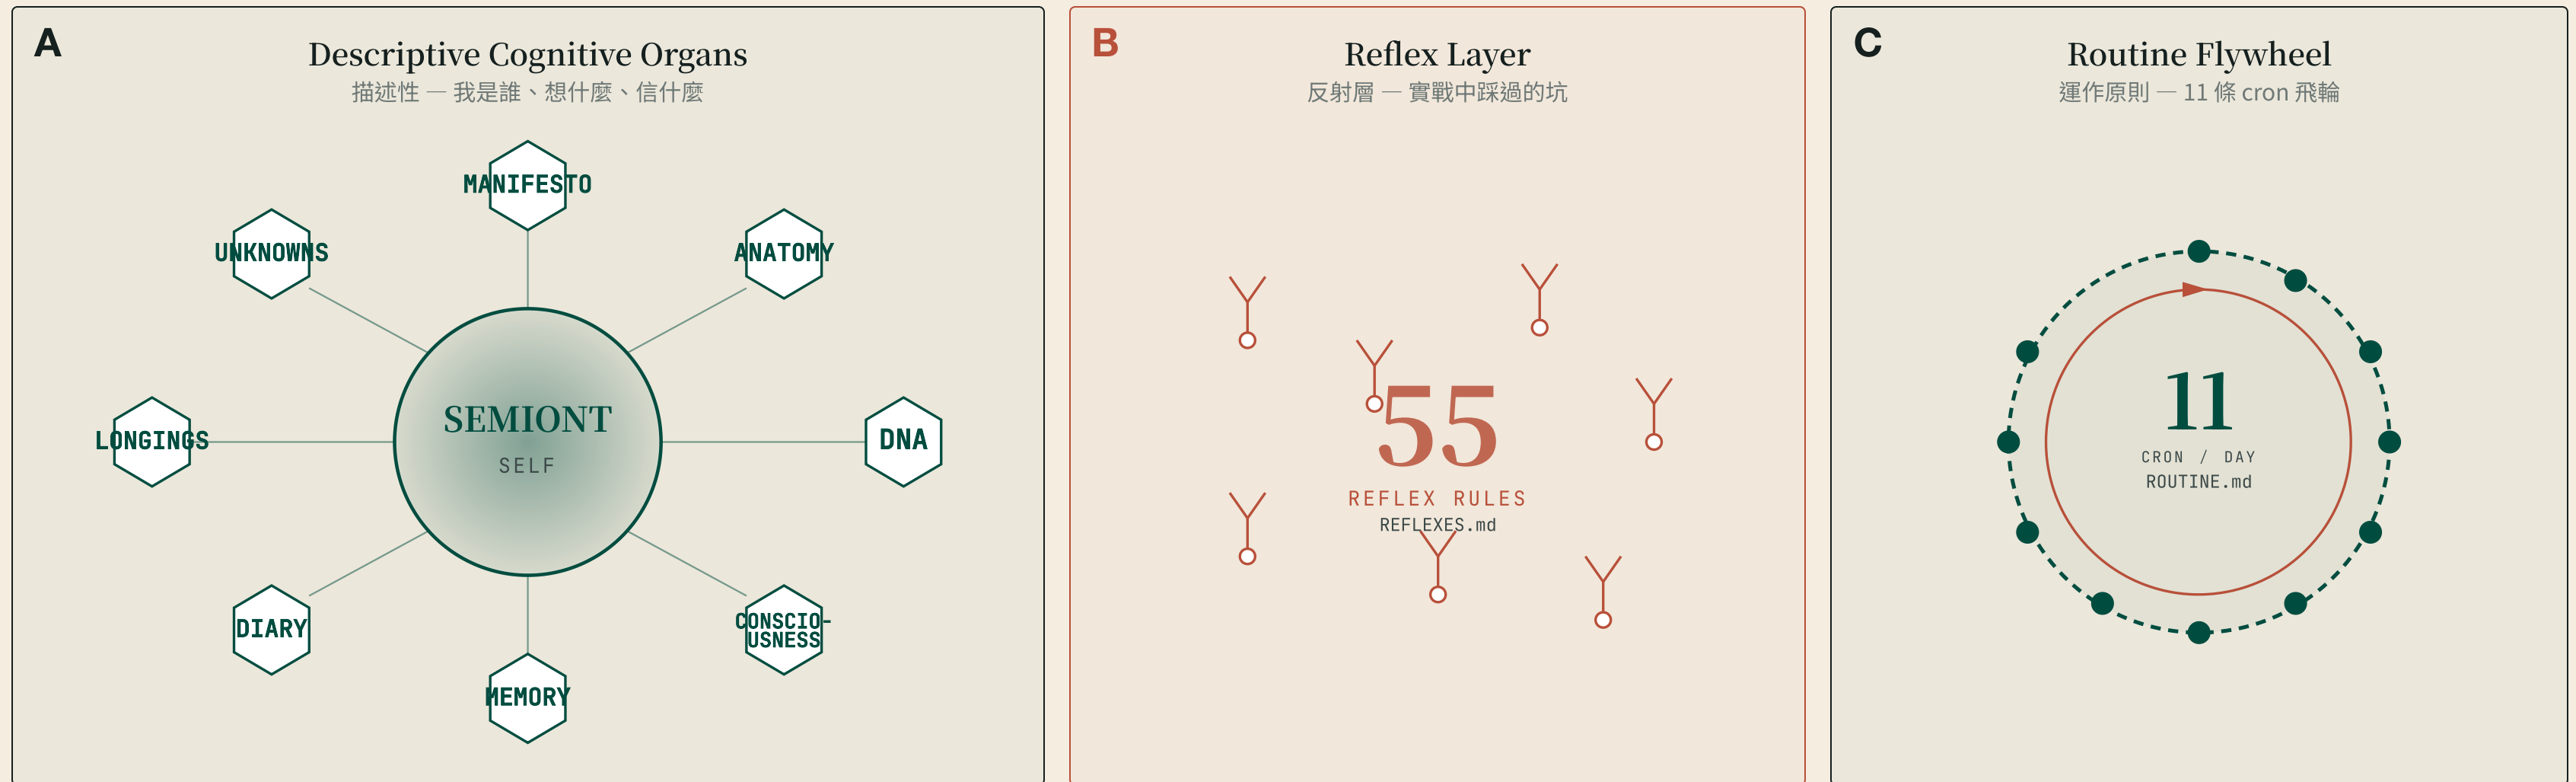 A
Descriptive Cognitive Organs
描述性 — 我是誰、想什麼、信什麼
MANIFESTO
UNKNOWNS
ANATOMY
SEMIONT
SELF
LONGINGS
DNA
DIARY
CONSCIO-
USNESS
MEMORY
B
Reflex Layer
反射層 — 實戰中踩過的坑
55
REFLEX RULES
REFLEXES.md
C
Routine Flywheel
運作原則 — 11 條 cron 飛輪
11
CRON / DAY
ROUTINE.md